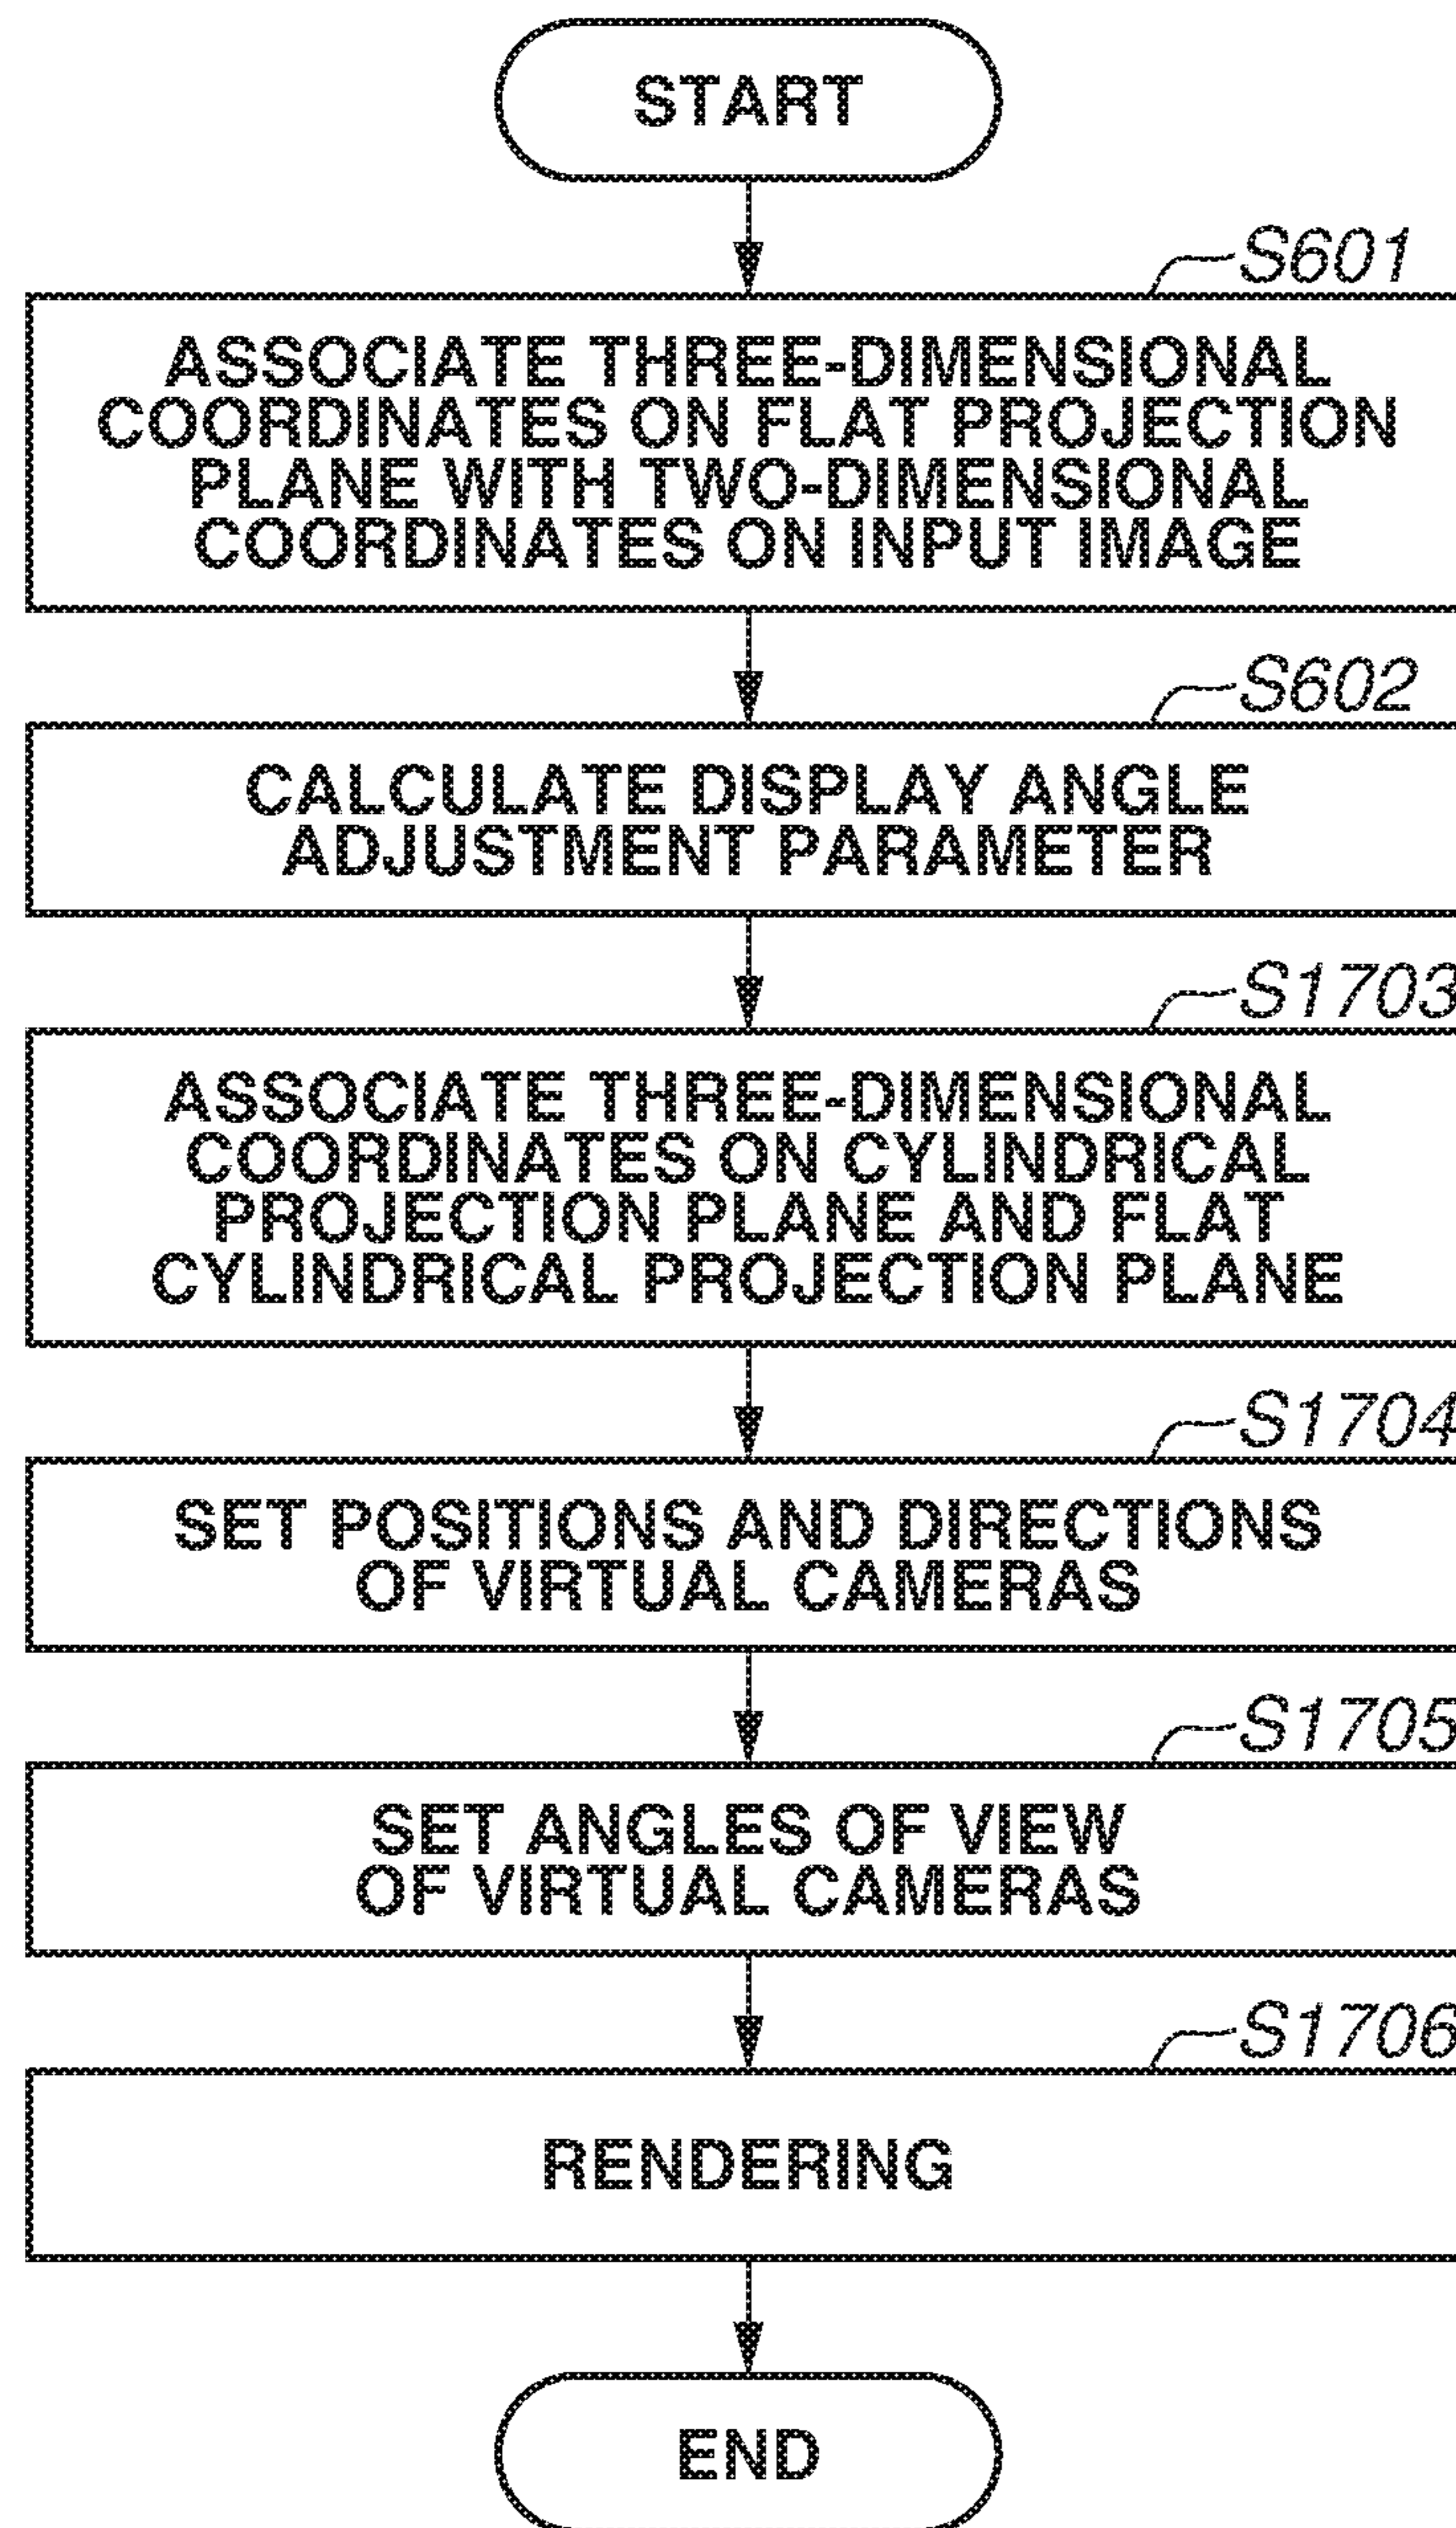 START
S601
ASSOCIATE THREE-DIMENSIONAL
COORDINATES ON FLAT PROJECTION
PLANE WITH TWO-DIMENSIONAL
COORDINATES ON INPUT IMAGE
S602
CALCULATE DISPLAY ANGLE
ADJUSTMENT PARAMETER
S1703
ASSOCIATE THREE-DIMENSIONAL
COORDINATES ON CYLINDRICAL
PROJECTION PLANE AND FLAT
CYLINDRICAL PROJECTION PLANE
S1704
SET POSITIONS AND DIRECTIONS
OF VIRTUAL CAMERAS
S1705
SET ANGLES OF VIEW
OF VIRTUAL CAMERAS
S1706
RENDERING
END